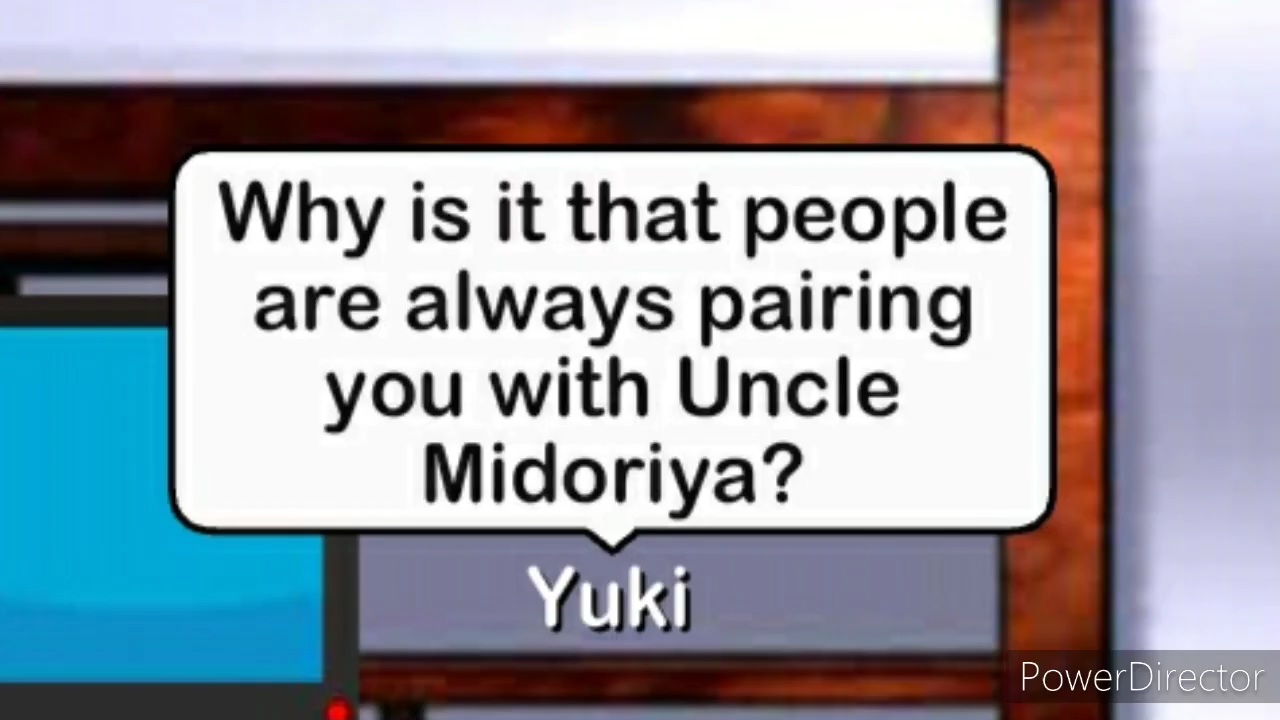 Why is it that people
are always pairing
you with Uncle
Midoriya?
Yuki
PowerDirector